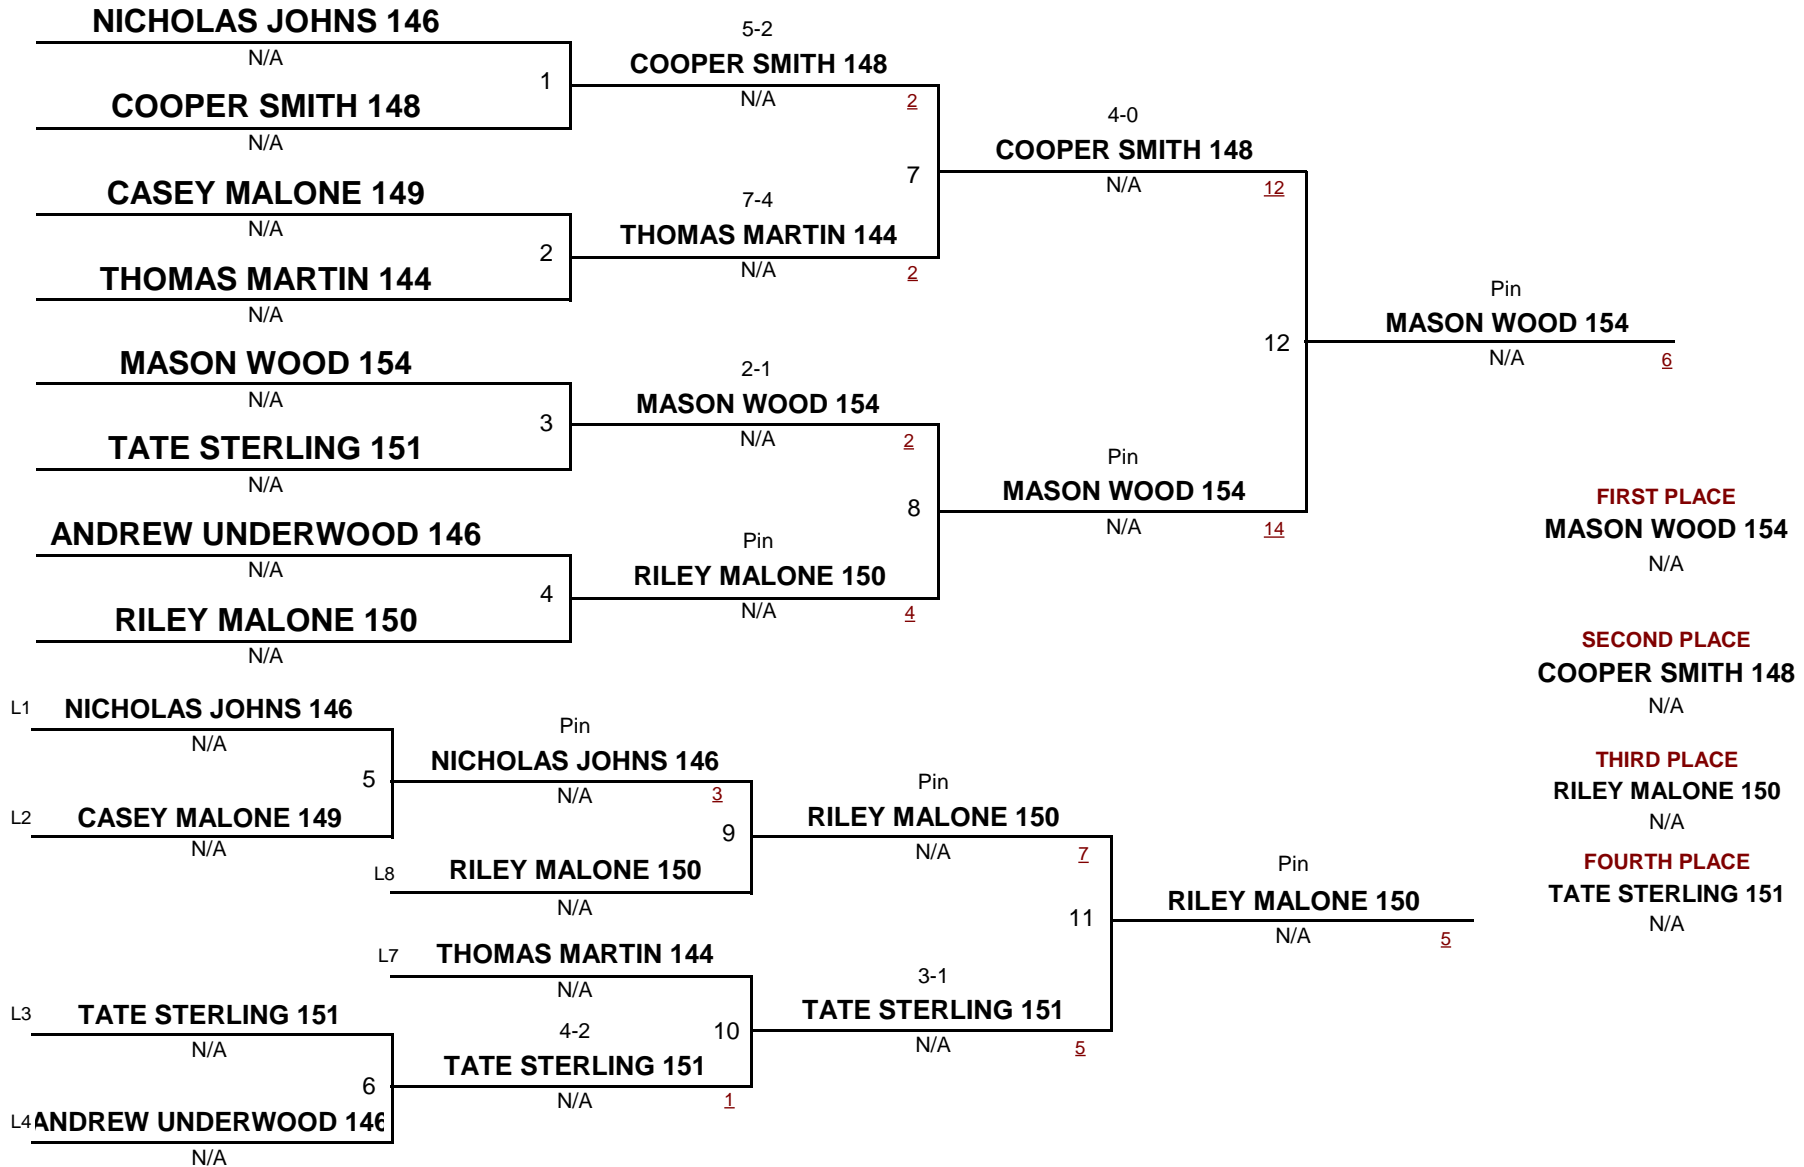 NICHOLAS JOHNS 146
N/A
1
COOPER SMITH 148
N/A
5-2
COOPER SMITH 148
N/A
2
CASEY MALONE 149
N/A
2
THOMAS MARTIN 144
N/A
7-4
THOMAS MARTIN 144
N/A
2
7
4-0
COOPER SMITH 148
N/A
12
MASON WOOD 154
N/A
3
TATE STERLING 151
N/A
2-1
MASON WOOD 154
N/A
2
ANDREW UNDERWOOD 146
N/A
4
RILEY MALONE 150
N/A
Pin
RILEY MALONE 150
N/A
4
8
Pin
MASON WOOD 154
N/A
14
12
Pin
MASON WOOD 154
N/A
6
FIRST PLACE
MASON WOOD 154
N/A
SECOND PLACE
COOPER SMITH 148
N/A
THIRD PLACE
RILEY MALONE 150
N/A
FOURTH PLACE
TATE STERLING 151
N/A
L1 NICHOLAS JOHNS 146
N/A
5
L2 CASEY MALONE 149
N/A
Pin
NICHOLAS JOHNS 146
N/A
3
9
L8 RILEY MALONE 150
N/A
Pin
RILEY MALONE 150
N/A
7
L7 THOMAS MARTIN 144
N/A
L3 TATE STERLING 151
N/A
6
L4 ANDREW UNDERWOOD 146
N/A
4-2
TATE STERLING 151
N/A
1
10
3-1
TATE STERLING 151
N/A
5
11
Pin
RILEY MALONE 150
N/A
5